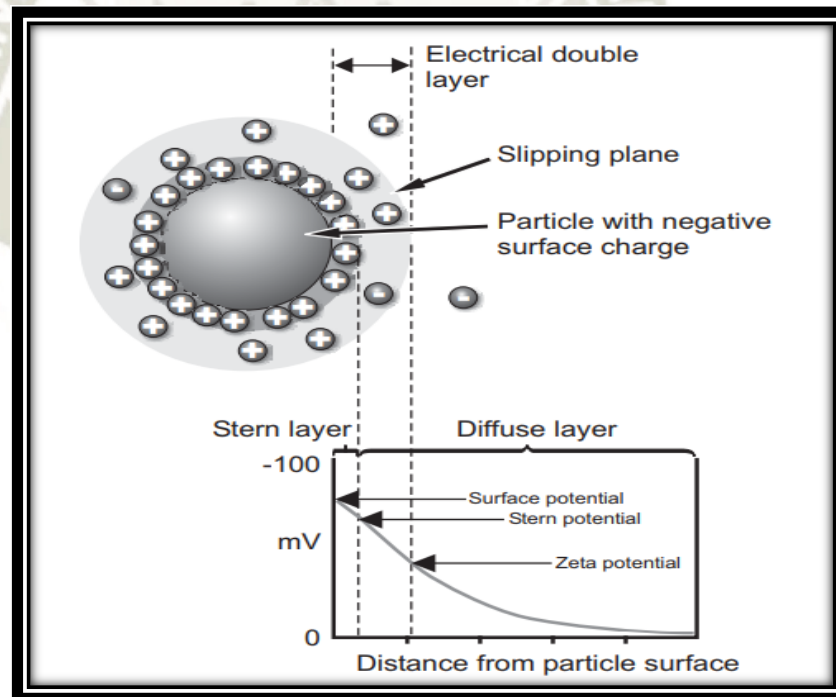 Electrical double
layer
Slipping plane
Particle with negative
surface charge
Stern layer
Diffuse layer
-100
Surface potential
Stern potential
mV
Zeta potential
0
Distance from particle surface